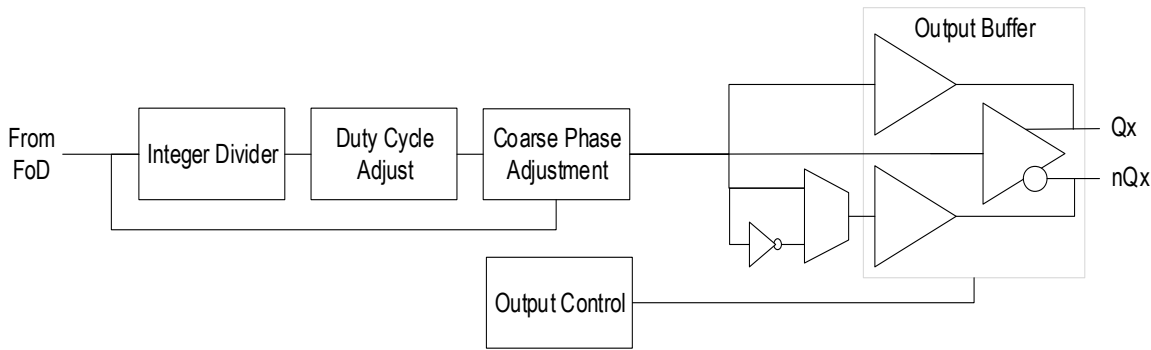 Output Buffer
From
FoD
Integer Divider
Duty Cycle
Adjust
Coarse Phase
Adjustment
Qx
nQx
Output Control